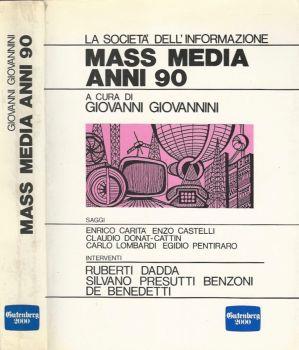 GIOVANNI GIOVANNINI
MASS MEDIA ANNI 90
Gutenberg
2000
LA SOCIETA' DELL'INFORMAZIONE
MASS MEDIA
ANNI 90
A CURA DI
GIOVANNI GIOVANNINI
SAGGI
ENRICO CARITA' ENZO CASTELLI
CLAUDIO DONAT-CATTIN
CARLO LOMBARDI EGIDIO PENTIRARO
INTERVENTI
RUBERTI DADDA
SILVANO PRESUTTI BENZONI
DE BENEDETTI
Gutenberg
2000